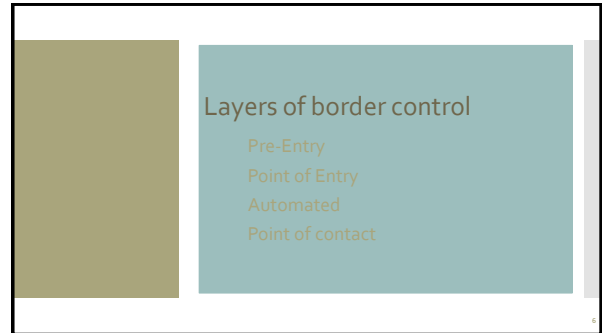 Layers of border control
Pre-Entry
Point of Entry
Automated
Point of contact
6